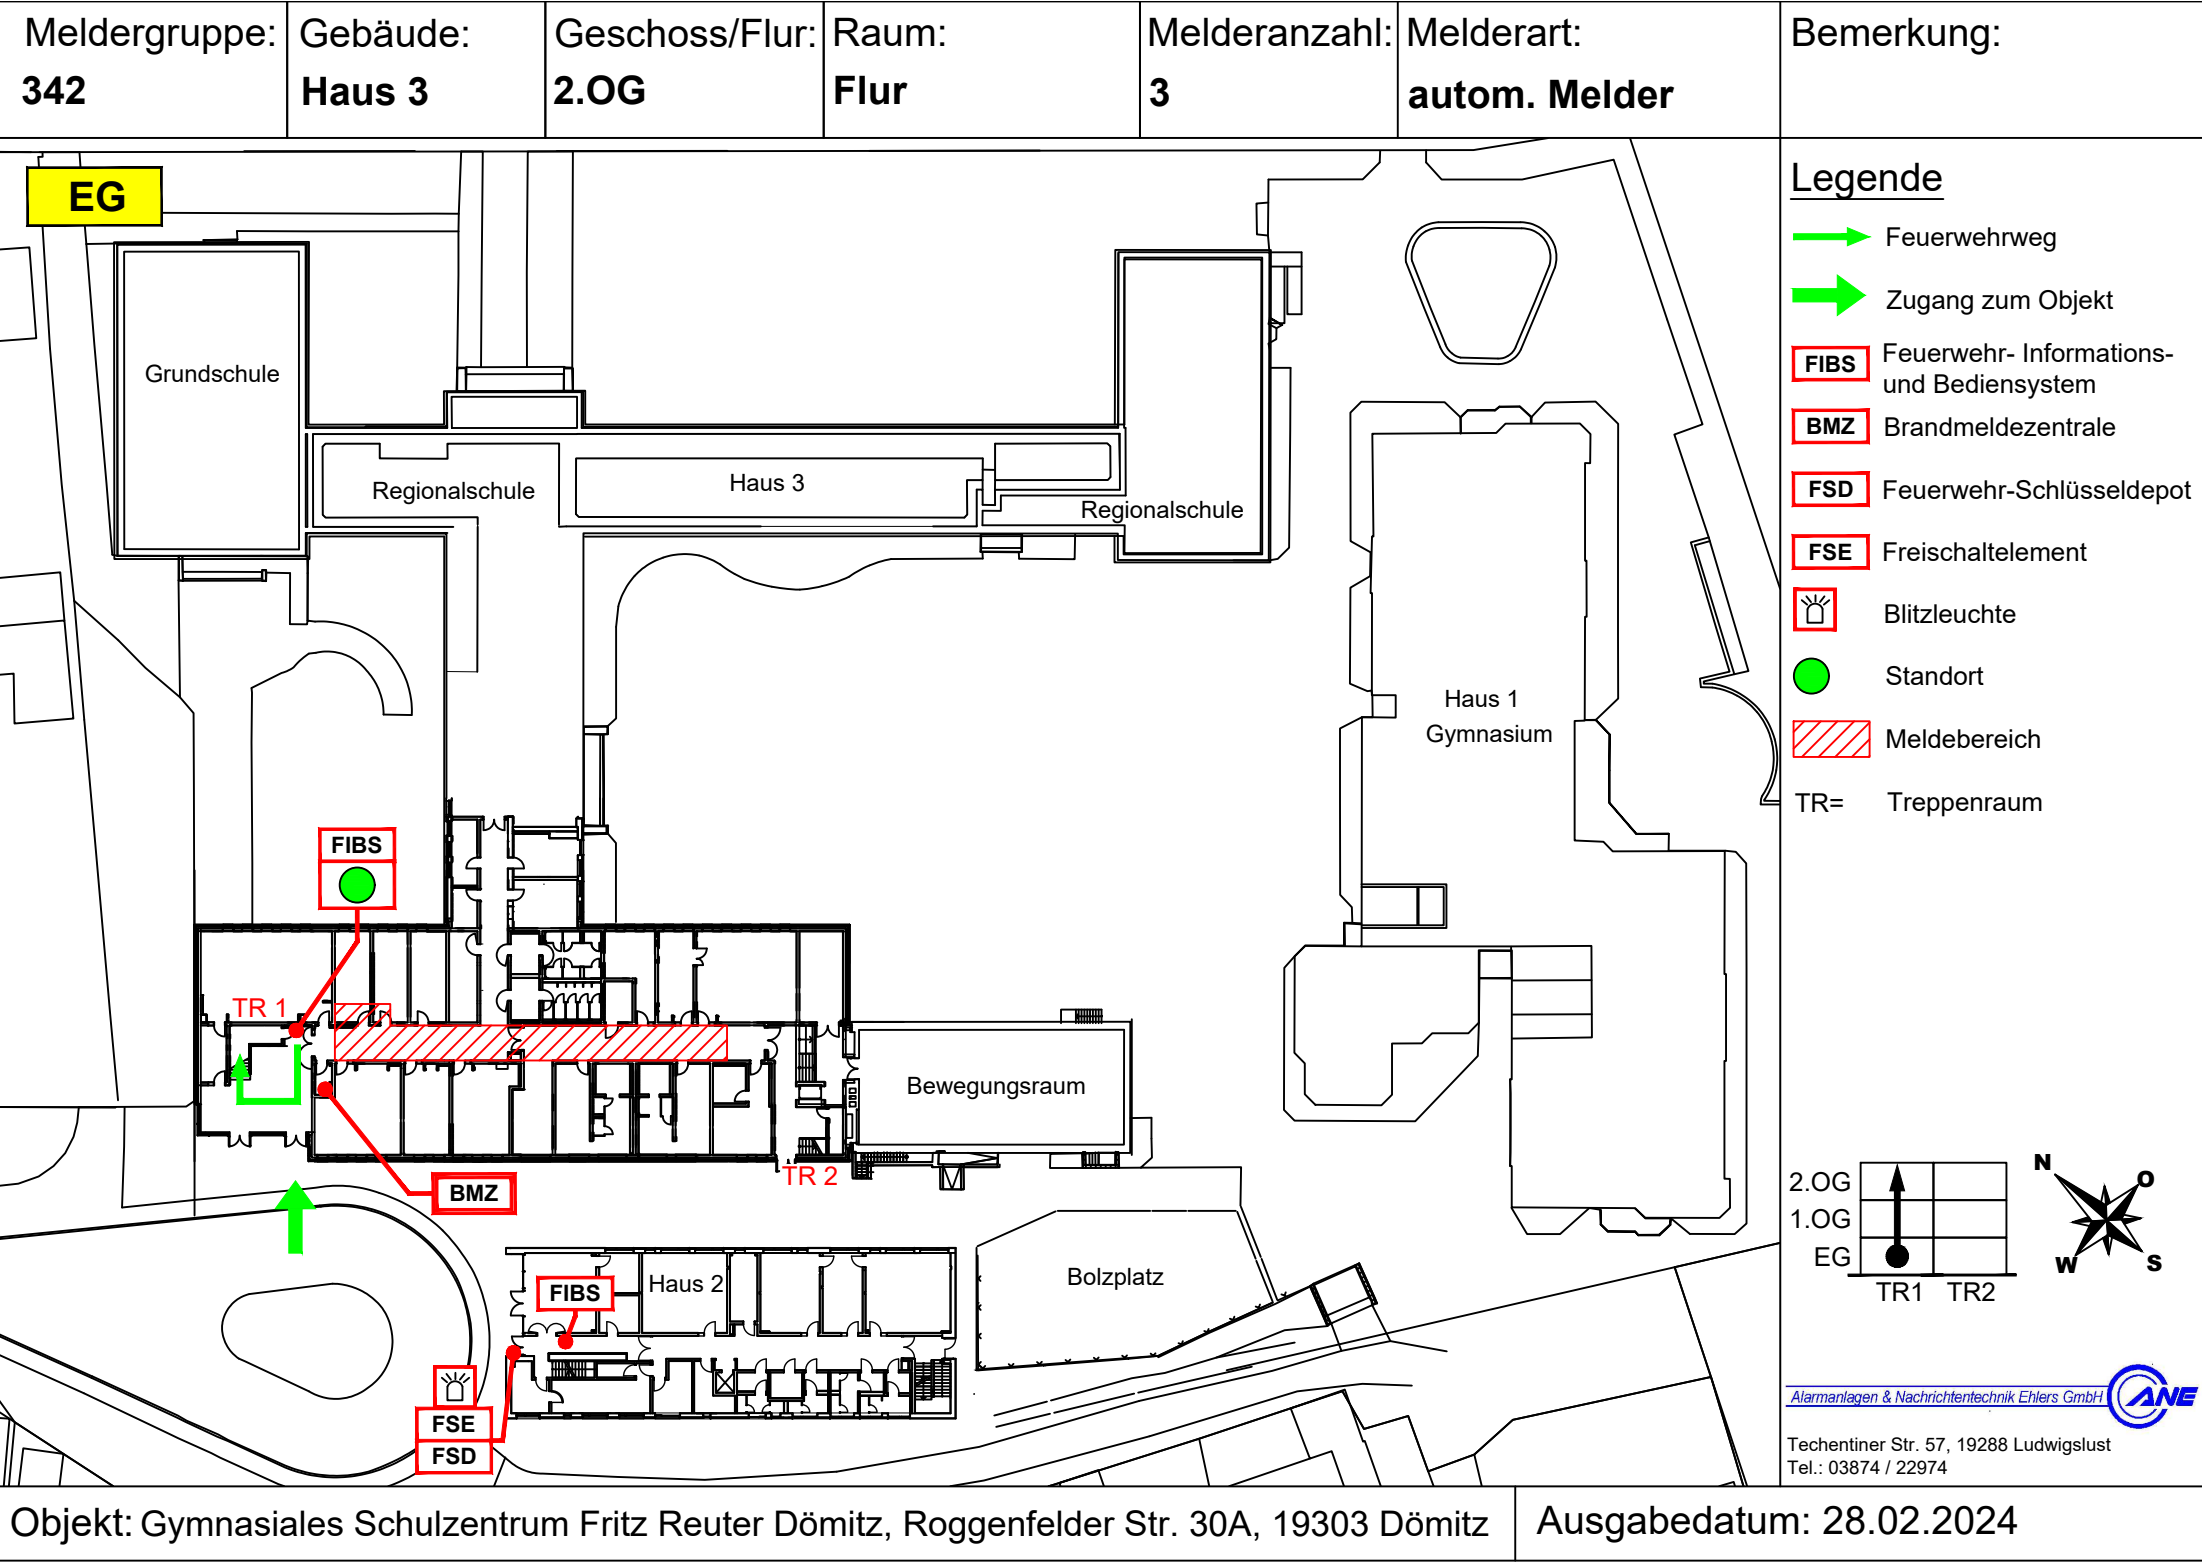 Meldergruppe:
342
Gebäude:
Haus 3
Geschoss/Flur:
2.OG
Raum:
Flur
Melderanzahl:
3
Melderart:
autom. Melder
Bemerkung:
EG
Grundschule
Regionalschule
Haus 3
Regionalschule
Haus 1
Gymnasium
FIBS
TR 1
Bewegungsraum
BMZ
TR 2
Haus 2
FIBS
Bolzplatz
FSE
FSD
Legende
Feuerwehrweg
Zugang zum Objekt
FIBS
Feuerwehr- Informations-
und Bediensystem
BMZ
Brandmeldezentrale
FSD
Feuerwehr-Schlüsseldepot
FSE
Freischaltelement
Blitzleuchte
Standort
Meldebereich
TR=
Treppenraum
2.OG
1.OG
EG
TR1
TR2
N
O
W
S
Alarmanlagen & Nachrichtentechnik Ehlers GmbH
ANE
Techentiner Str. 57, 19288 Ludwigslust
Tel.: 03874 / 22974
Objekt: Gymnasiales Schulzentrum Fritz Reuter Dömitz, Roggenfelder Str. 30A, 19303 Dömitz
Ausgabedatum: 28.02.2024